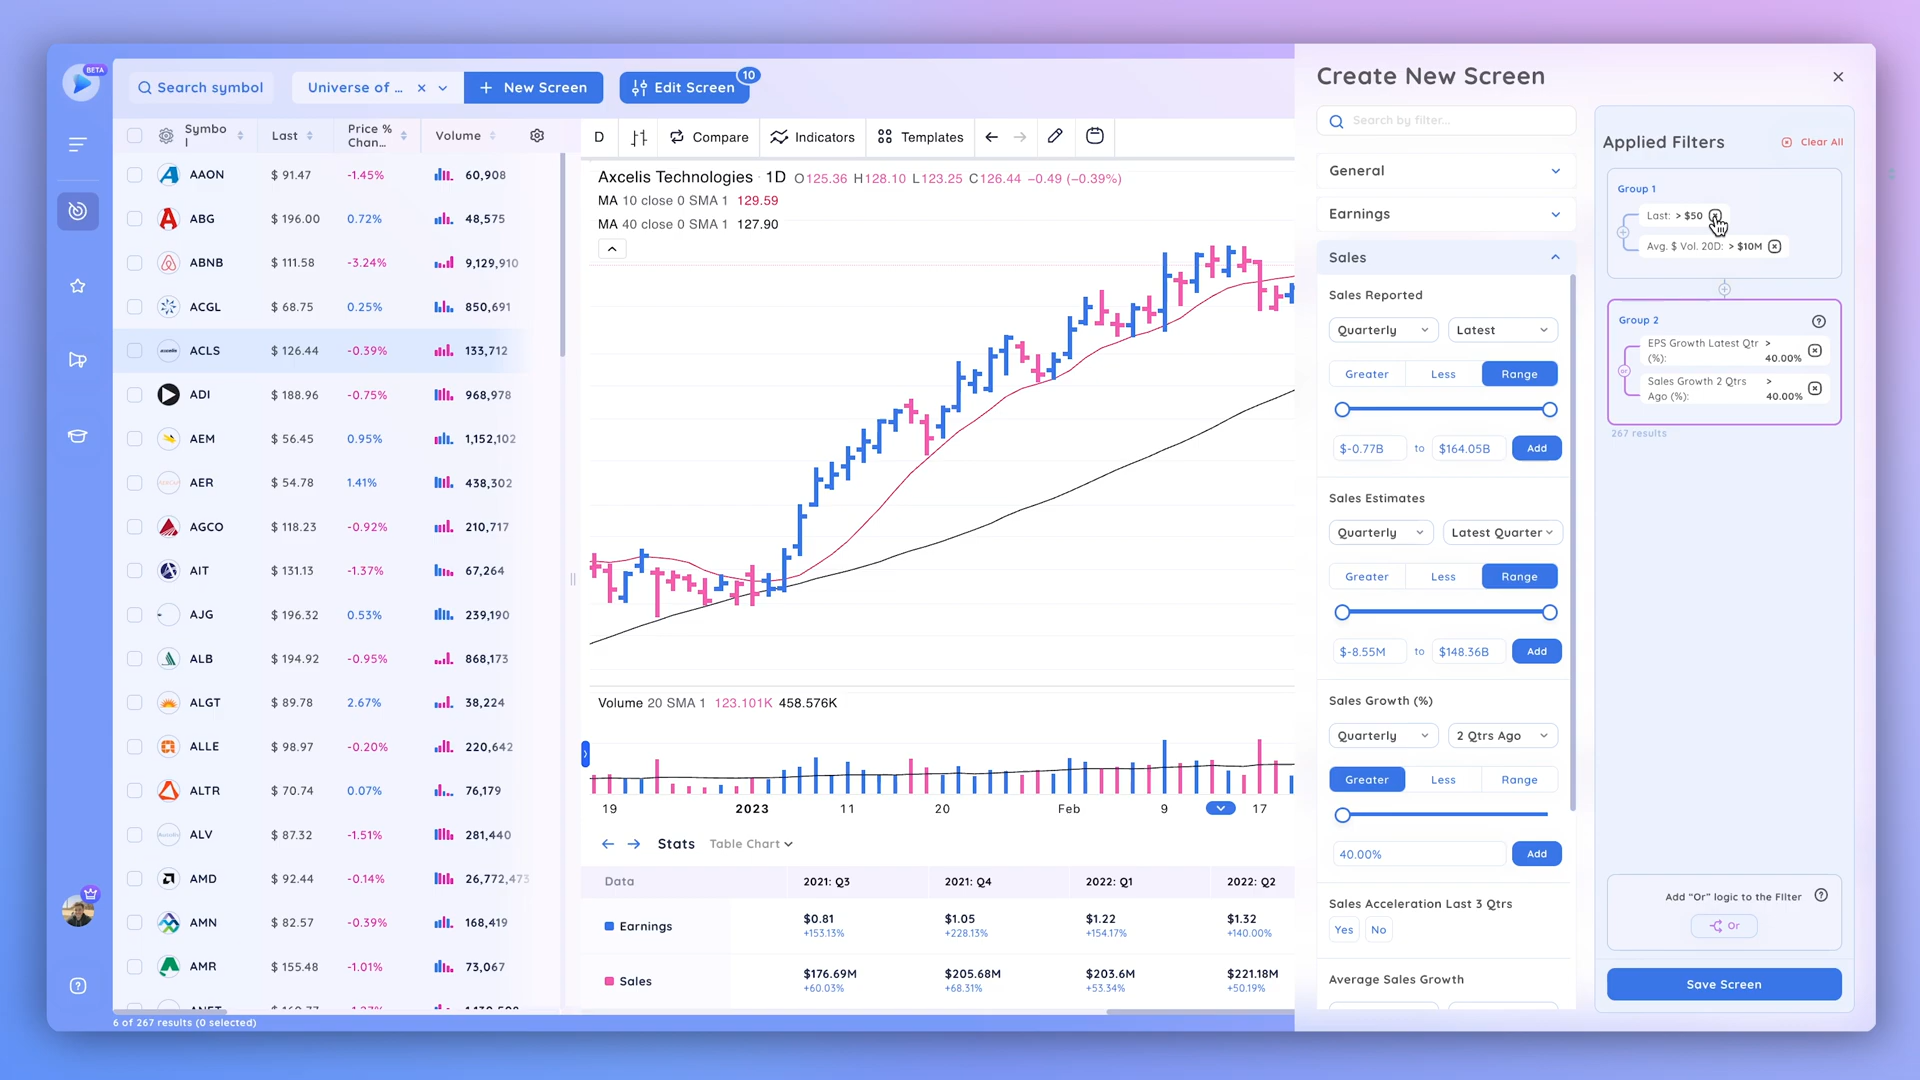 BETA
Search symbol
Universe of ...
New Screen
Edit Screen
10
Symbo
l
Last
Price %
Chan...
Volume
AAON $ 91.47 -1.45% 60,908
ABG $ 196.00 0.72% 48,575
ABNB $ 111.58 -3.24% 9,129,910
ACGL $ 68.75 0.25% 850,691
ACLS $ 126.44 -0.39% 133,712
ADI $ 188.96 -0.75% 968,978
AEM $ 56.45 0.95% 1,152,102
AER $ 54.78 1.41% 438,302
AGCO $ 118.23 -0.92% 210,717
AIT $ 131.13 -1.37% 67,264
AJG $ 196.32 0.53% 239,190
ALB $ 194.92 -0.95% 868,173
ALGT $ 89.78 2.67% 38,224
ALLE $ 98.97 -0.20% 220,642
ALTR $ 70.74 0.07% 76,179
ALV $ 87.32 -1.51% 281,440
AMD $ 92.44 -0.14% 26,772,473
AMN $ 82.57 -0.39% 168,419
AMR $ 155.48 -1.01% 73,067
6 of 267 results (0 selected)
D
Compare
Indicators
Templates
Axcelis Technologies · 1D O125.36 H128.10 L123.25 C126.44 -0.49 (-0.39%)
MA 10 close 0 SMA 1 129.59
MA 40 close 0 SMA 1 127.90
Volume 20 SMA 1 123.101K 458.576K
19 2023 11 20 Feb 9 17
Stats
Table Chart
Data 2021: Q3 2021: Q4 2022: Q1 2022: Q2
Earnings $0.81 $1.05 $1.22 $1.32
+153.13% +228.13% +154.17% +140.00%
Sales $176.69M $205.68M $203.6M $221.18M
+60.03% +68.31% +53.34% +50.19%
Create New Screen
Search by filter...
General
Earnings
Sales
Sales Reported
Quarterly Latest
Greater Less Range
$-0.77B to $164.05B Add
Sales Estimates
Quarterly Latest Quarter
Greater Less Range
$-8.55M to $148.36B Add
Sales Growth (%)
Quarterly 2 Qtrs Ago
Greater Less Range
40.00% Add
Sales Acceleration Last 3 Qtrs
Yes No
Average Sales Growth
Applied Filters
Clear All
Group 1
Last: > $50
Avg. $ Vol. 20D: > $10M
Group 2
EPS Growth Latest Qtr >
(%): 40.00%
or
Sales Growth 2 Qtrs >
Ago (%): 40.00%
267 results
Add “Or” logic to the Filter
Or
Save Screen